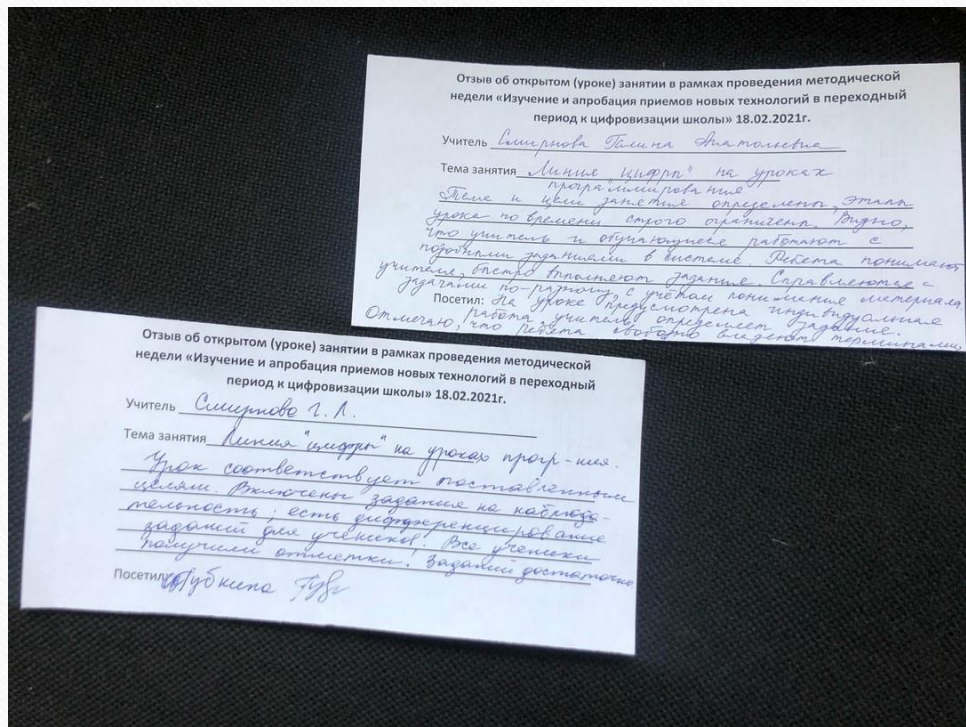 Отзыв об открытом (уроке) занятии в рамках проведения методической
недели «Изучение и апробация приемов новых технологий в переходный
период к цифровизации школы» 18.02.2021г.
Учитель Смирнова Галина Анатольевна
Тема занятия „Линия цифры" на уроках
программирования
Тема и цели занятия определены, этапы
урока по времени строго ограничены. Видно,
что учитель и обучающиеся работают с
подобными заданиями в системе. Ребята понимают
учителя, быстро выполняют задания. Справляются с
задачами по-разному, с учётом понимания материала.
Посетил: На уроке предусмотрена индивидуальная
работа, учитель определяет задание.
Отмечаю, что ребята свободно владеют терминами.
Отзыв об открытом (уроке) занятии в рамках проведения методической
недели «Изучение и апробация приемов новых технологий в переходный
период к цифровизации школы» 18.02.2021г.
Учитель Смирнова Г. А.
Тема занятия Линия "цифры" на уроках прогр-ния.
Урок соответствует поставленным
целям. Включены задания на наблюда-
тельность, есть дифференцирование
заданий для учеников. Все ученики
получили отметки! Заданий достаточно
Посетил: Губкина